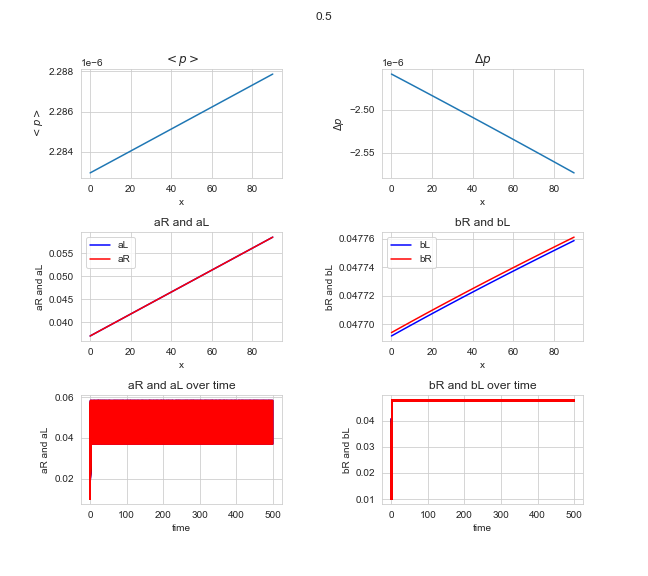 0.5
< p >
1e−6
2.288
2.286
2.284
< p >
0 20 40 60 80
x
Δp
1e−6
−2.50
−2.55
Δp
0 20 40 60 80
x
aR and aL
aL
aR
0.055
0.050
0.045
0.040
aR and aL
0 20 40 60 80
x
bR and bL
bL
bR
0.04776
0.04774
0.04772
0.04770
bR and bL
0 20 40 60 80
x
aR and aL over time
0.06
0.04
0.02
aR and aL
0 100 200 300 400 500
time
bR and bL over time
0.04
0.03
0.02
0.01
bR and bL
0 100 200 300 400 500
time